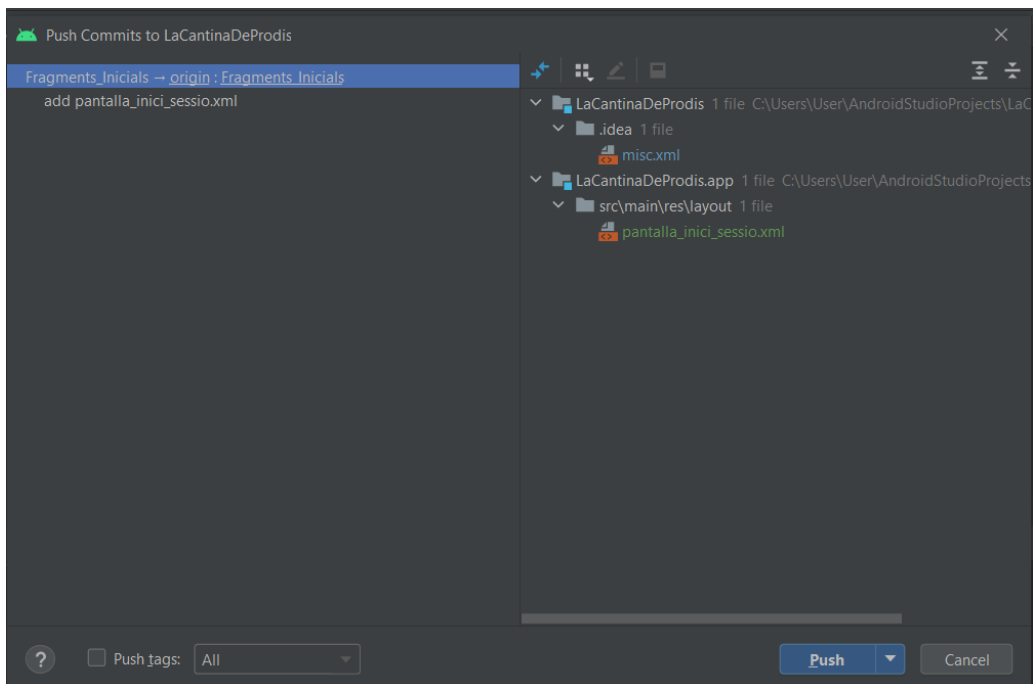 Push Commits to LaCantinaDeProdis
Fragments_Inicials → origin : Fragments_Inicials
add pantalla_inici_sessio.xml
LaCantinaDeProdis 1 file C:\Users\User\AndroidStudioProjects\LaC
.idea 1 file
misc.xml
LaCantinaDeProdis.app 1 file C:\Users\User\AndroidStudioProjects
src\main\res\layout 1 file
pantalla_inici_sessio.xml
? Push tags: All Push Cancel